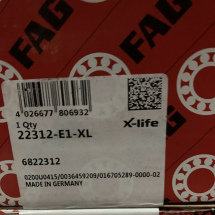 FAG
FAG
FAG
4 026677 806932
1 Qty
22312-E1-XL
X-life
6822312
0200U0415/0036459209/016705289-0000-02
MADE IN GERMANY